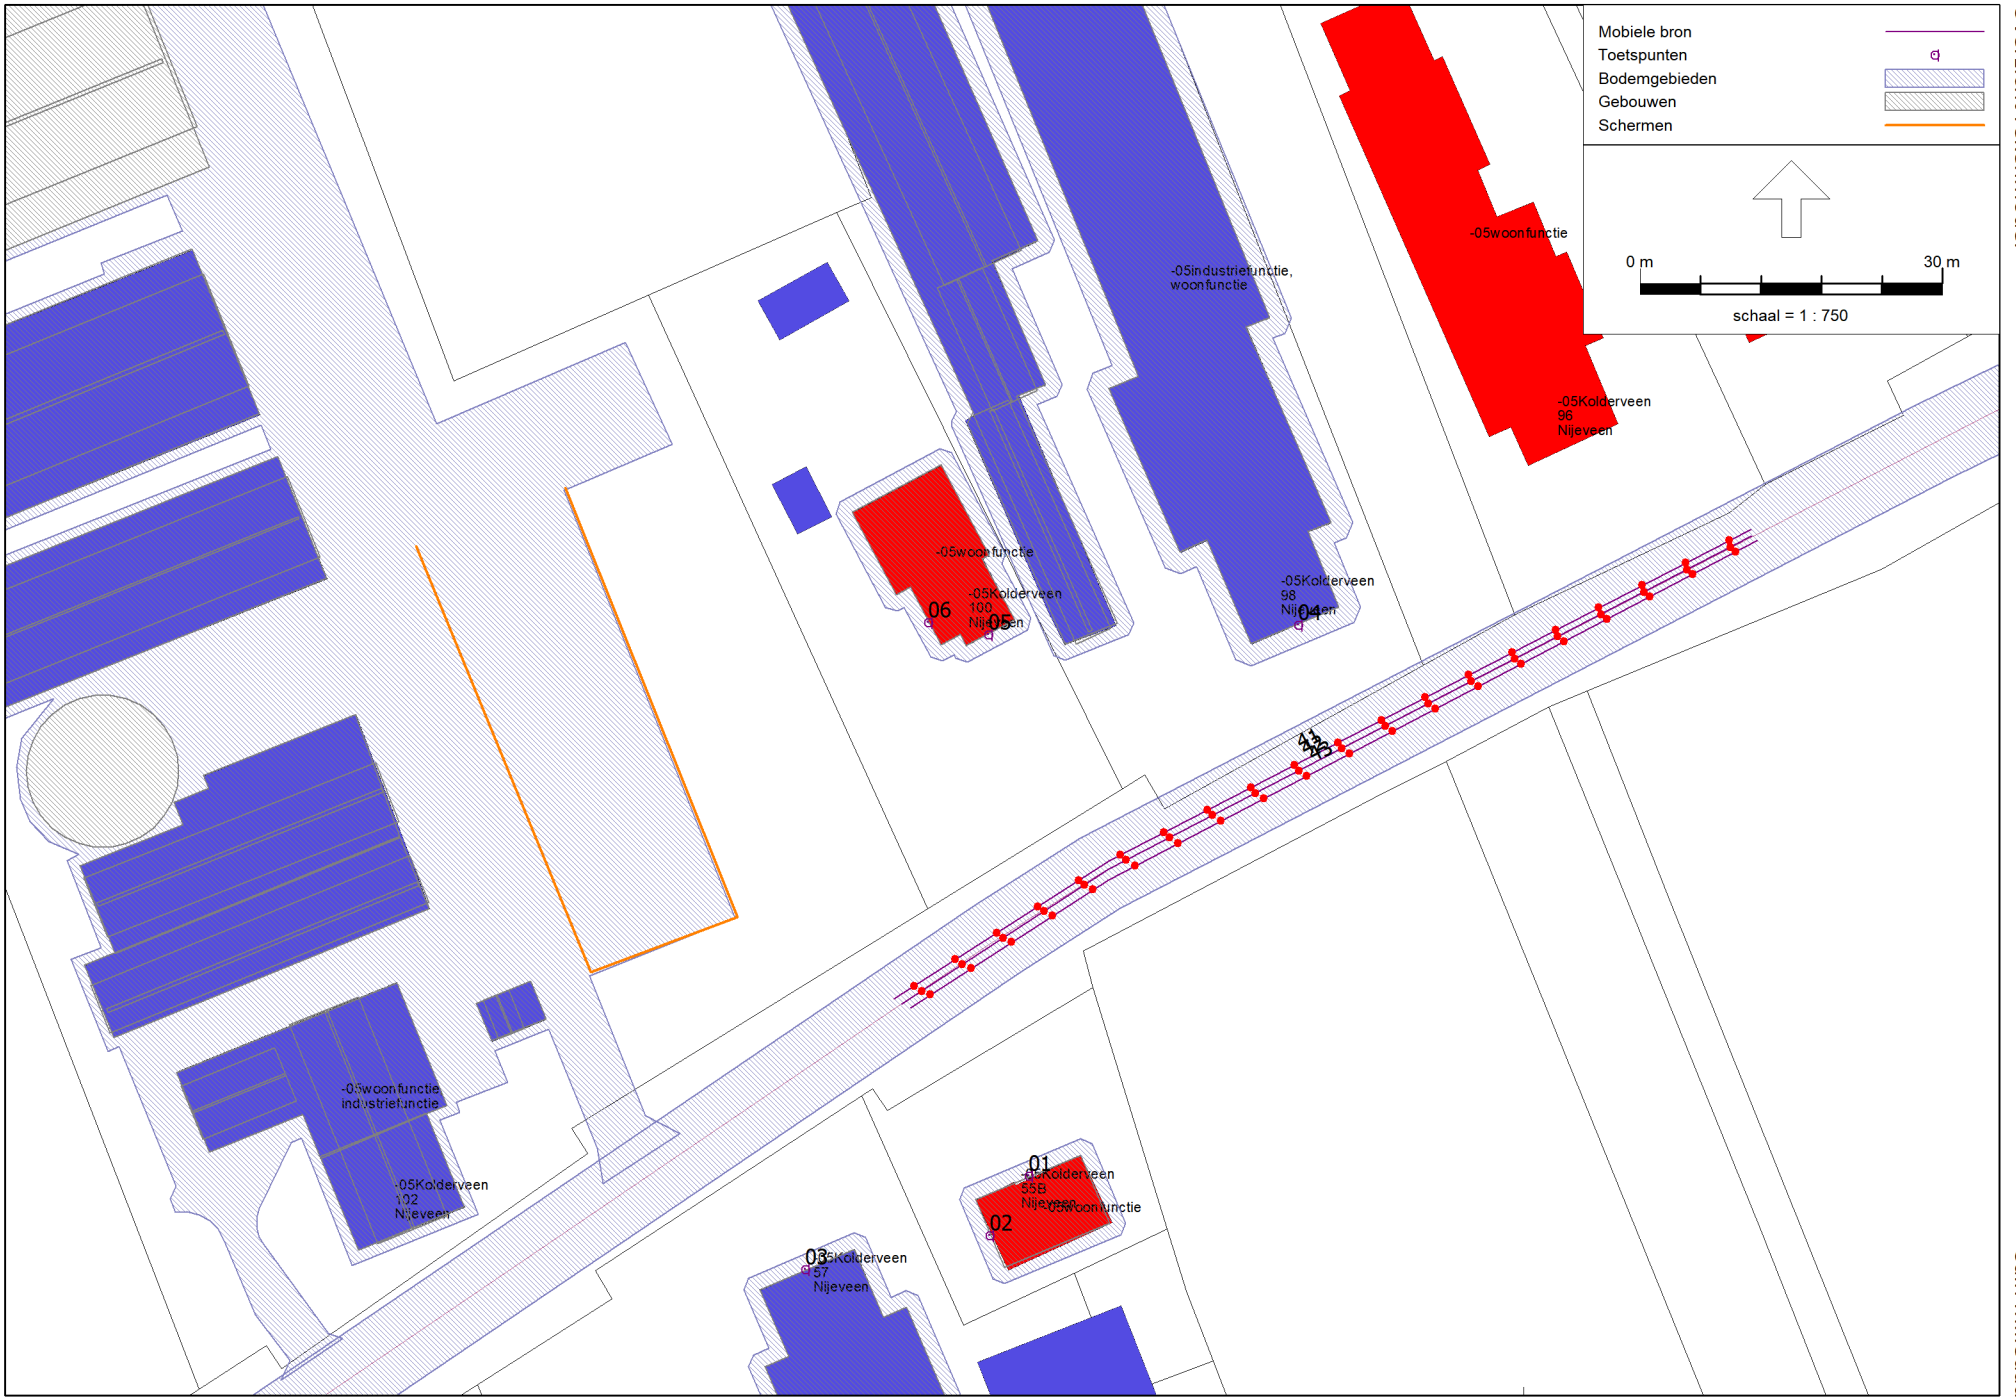 Mobiele bron
Toetspunten
Bodemgebieden
Gebouwen
Schermen
0 m 30 m
schaal = 1 : 750
-05woonfunctie
-05industriefunctie,
woonfunctie
-05Kolderveen
96
Nijeveen
-05woonfunctie
-05Kolderveen
100
Nijeveen
06
05
-05Kolderveen
98
Nijeveen
04
41
43
-05woonfunctie
industriefunctie
-05Kolderveen
102
Nijeveen
01
-05Kolderveen
55B
Nijeveen
-05woonfunctie
02
03
-05Kolderveen
57
Nijeveen